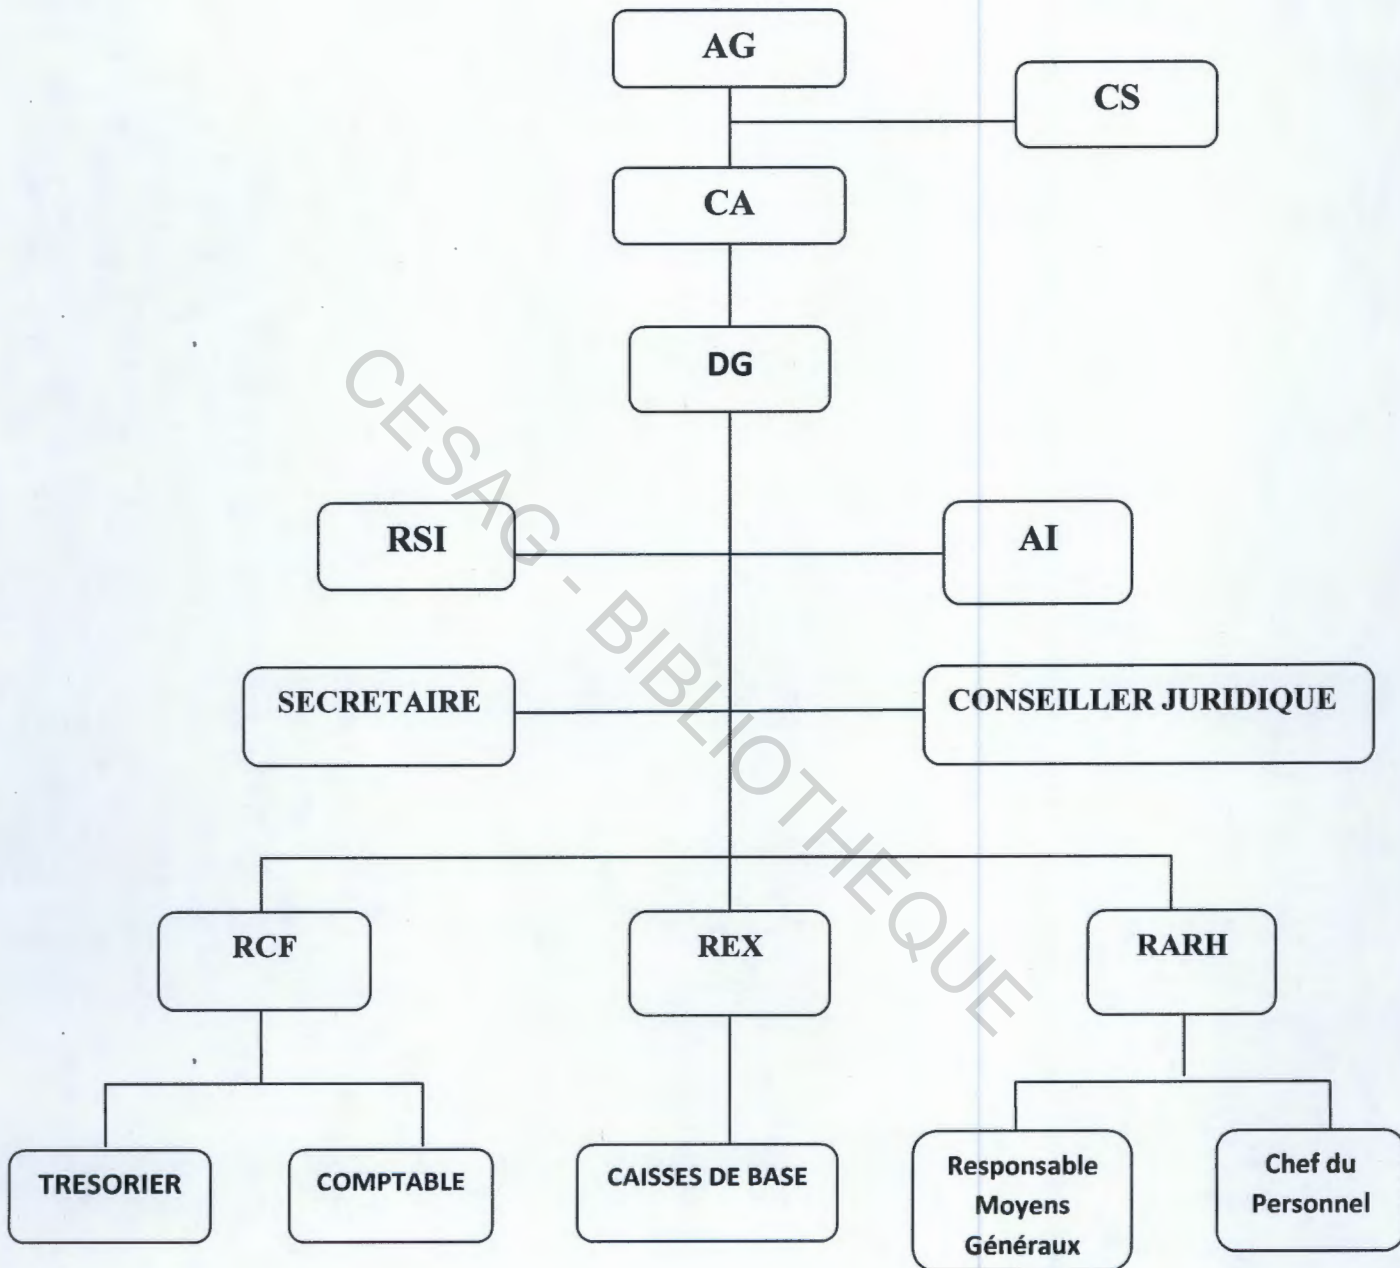 AG
CS
CA
DG
RSI
AI
SECRETAIRE
CONSEILLER JURIDIQUE
RCF
REX
RARH
TRESORIER
COMPTABLE
CAISSES DE BASE
Responsable
Moyens
Généraux
Chef du
Personnel
CESAG - BIBLIOTHEQUE